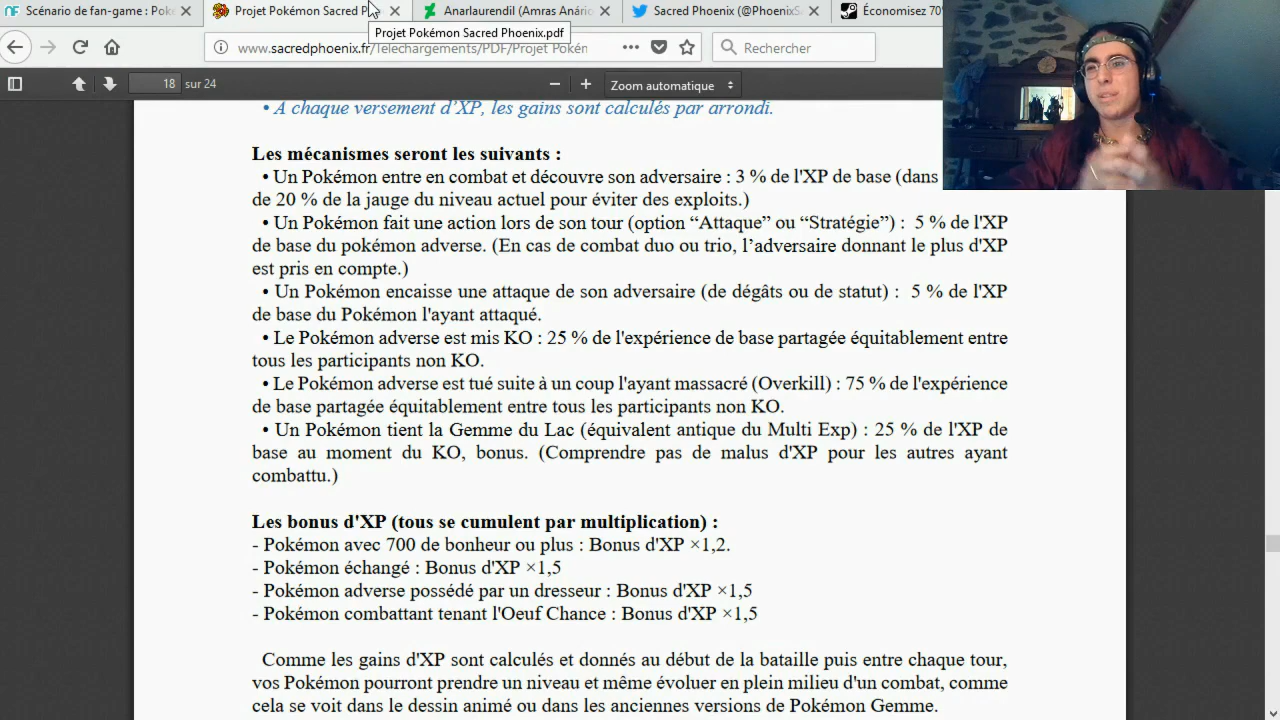 Scénario de fan-game : Poké
Projet Pokémon Sacred P
Anarlaurendil (Amras Anário
Sacred Phoenix (@PhoenixS
Économisez 70%
Projet Pokémon Sacred Phoenix.pdf
www.sacredphoenix.fr/Telechargements/PDF/Projet Pokén
Rechercher
18 sur 24
Zoom automatique
• A chaque versement d'XP, les gains sont calculés par arrondi.
Les mécanismes seront les suivants :
• Un Pokémon entre en combat et découvre son adversaire : 3 % de l'XP de base (dans
de 20 % de la jauge du niveau actuel pour éviter des exploits.)
• Un Pokémon fait une action lors de son tour (option “Attaque” ou “Stratégie”) : 5 % de l'XP
de base du pokémon adverse. (En cas de combat duo ou trio, l’adversaire donnant le plus d'XP
est pris en compte.)
• Un Pokémon encaisse une attaque de son adversaire (de dégâts ou de statut) : 5 % de l'XP
de base du Pokémon l'ayant attaqué.
• Le Pokémon adverse est mis KO : 25 % de l'expérience de base partagée équitablement entre
tous les participants non KO.
• Le Pokémon adverse est tué suite à un coup l'ayant massacré (Overkill) : 75 % de l'expérience
de base partagée équitablement entre tous les participants non KO.
• Un Pokémon tient la Gemme du Lac (équivalent antique du Multi Exp) : 25 % de l'XP de
base au moment du KO, bonus. (Comprendre pas de malus d'XP pour les autres ayant
combattu.)
Les bonus d'XP (tous se cumulent par multiplication) :
- Pokémon avec 700 de bonheur ou plus : Bonus d'XP ×1,2.
- Pokémon échangé : Bonus d'XP ×1,5
- Pokémon adverse possédé par un dresseur : Bonus d'XP ×1,5
- Pokémon combattant tenant l'Oeuf Chance : Bonus d'XP ×1,5
Comme les gains d'XP sont calculés et donnés au début de la bataille puis entre chaque tour,
vos Pokémon pourront prendre un niveau et même évoluer en plein milieu d'un combat, comme
cela se voit dans le dessin animé ou dans les anciennes versions de Pokémon Gemme.